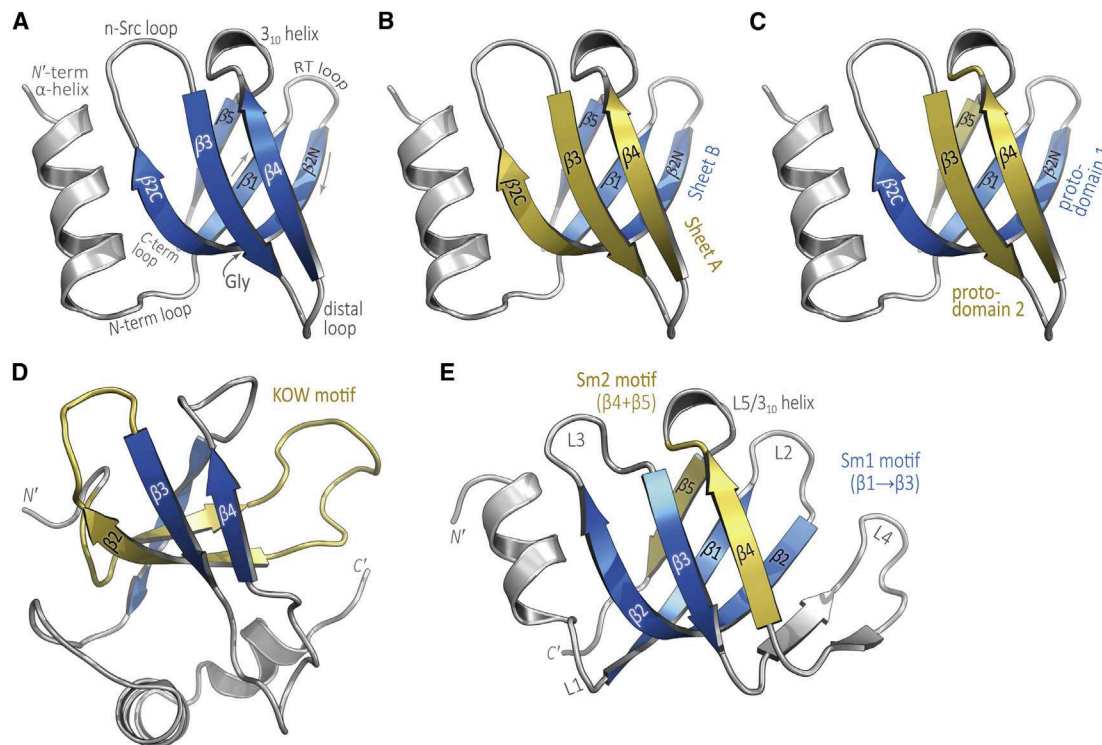 A
n-Src loop
3₁₀ helix
N'-term
α-helix
RT loop
β5
β3
β2C
β1
β4
β2N
C-term
loop
Gly
N-term loop
distal
loop
B
β5
β3
β2C
β1
β4
β2N
Sheet B
Sheet A
C
β5
β3
β2C
β1
β4
β2N
proto-
domain 1
proto-
domain 2
D
KOW motif
N'
β3
β2
β4
C'
E
Sm2 motif
(β4+β5)
L5/3₁₀ helix
L3
L2
Sm1 motif
(β1→β3)
N'
β5
β3
β1
β4
β2
L4
β2
C'
L1